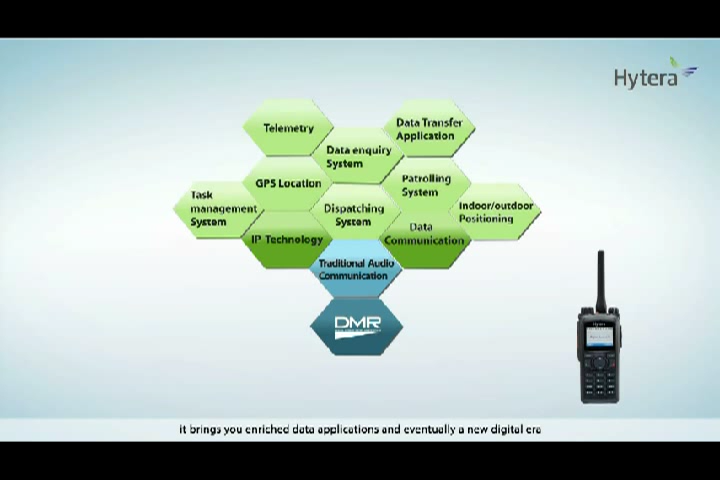 Hytera
Telemetry
Data Transfer
Application
Data enquiry
System
GPS Location
Patrolling
System
Task
management
System
Dispatching
System
Indoor/outdoor
Positioning
IP Technology
Data
Communication
Traditional Audio
Communication
DMR
Hytera
it brings you enriched data applications and eventually a new digital era